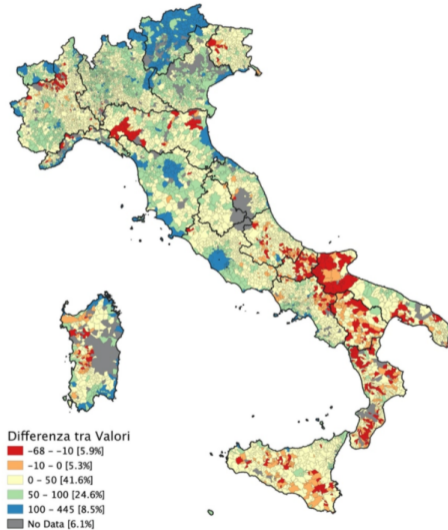 Differenza tra Valori
-68 - -10 [5.9%]
-10 - 0 [5.3%]
0 - 50 [41.6%]
50 - 100 [24.6%]
100 - 445 [8.5%]
No Data [6.1%]